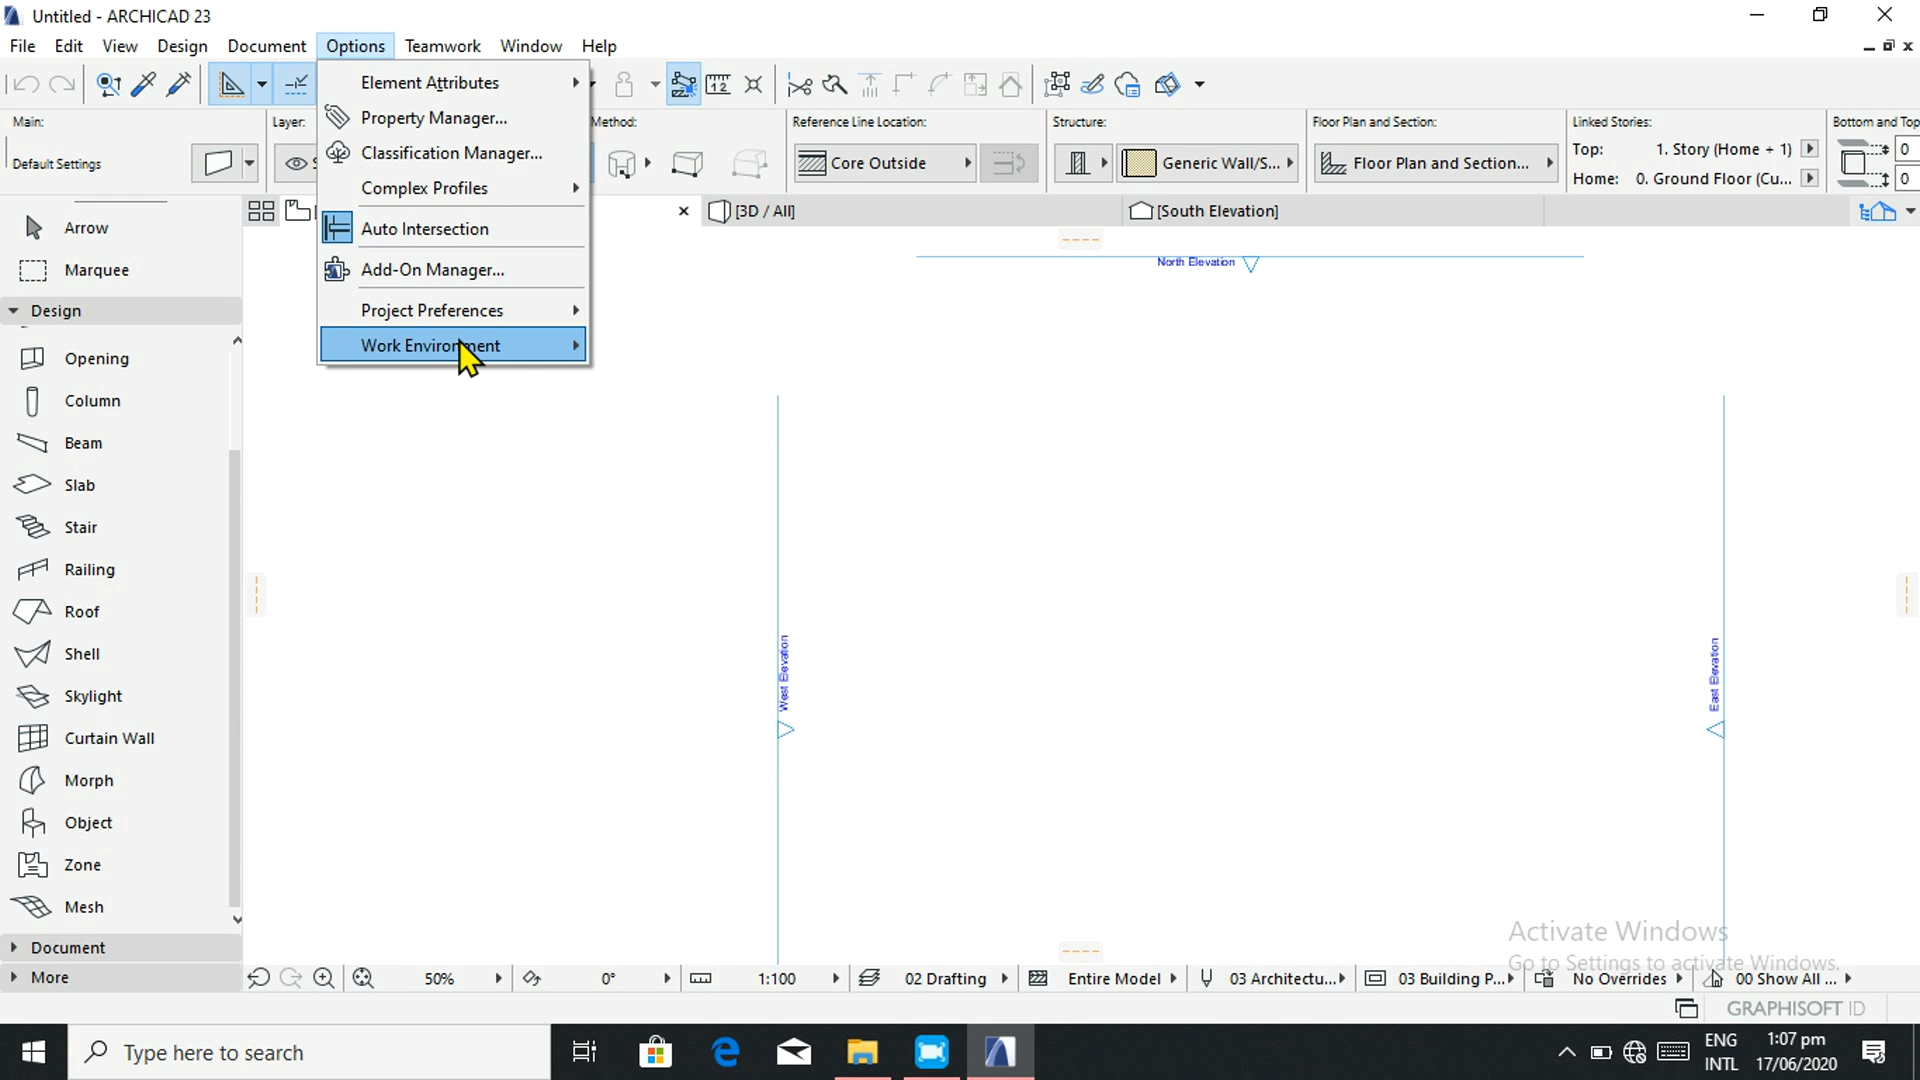 Untitled - ARCHICAD 23
File Edit View Design Document Options Teamwork Window Help
Main: Layer: Method: Reference Line Location: Structure: Floor Plan and Section: Linked Stories: Bottom and Top
Default Settings
Core Outside
Generic Wall/S...
Floor Plan and Section...
Top: 1. Story (Home + 1)
Home: 0. Ground Floor (Cu...
0
0
Element Attributes
Property Manager...
Classification Manager...
Complex Profiles
Auto Intersection
Add-On Manager...
Project Preferences
Work Environment
[3D / All]
[South Elevation]
Arrow
Marquee
Design
Opening
Column
Beam
Slab
Stair
Railing
Roof
Shell
Skylight
Curtain Wall
Morph
Object
Zone
Mesh
Document
More
North Elevation
West Elevation
East Elevation
Activate Windows
Go to Settings to activate Windows.
50% 0° 1:100 02 Drafting Entire Model 03 Architectu... 03 Building P... No Overrides 00 Show All ...
GRAPHISOFT ID
Type here to search
ENG
INTL
1:07 pm
17/06/2020